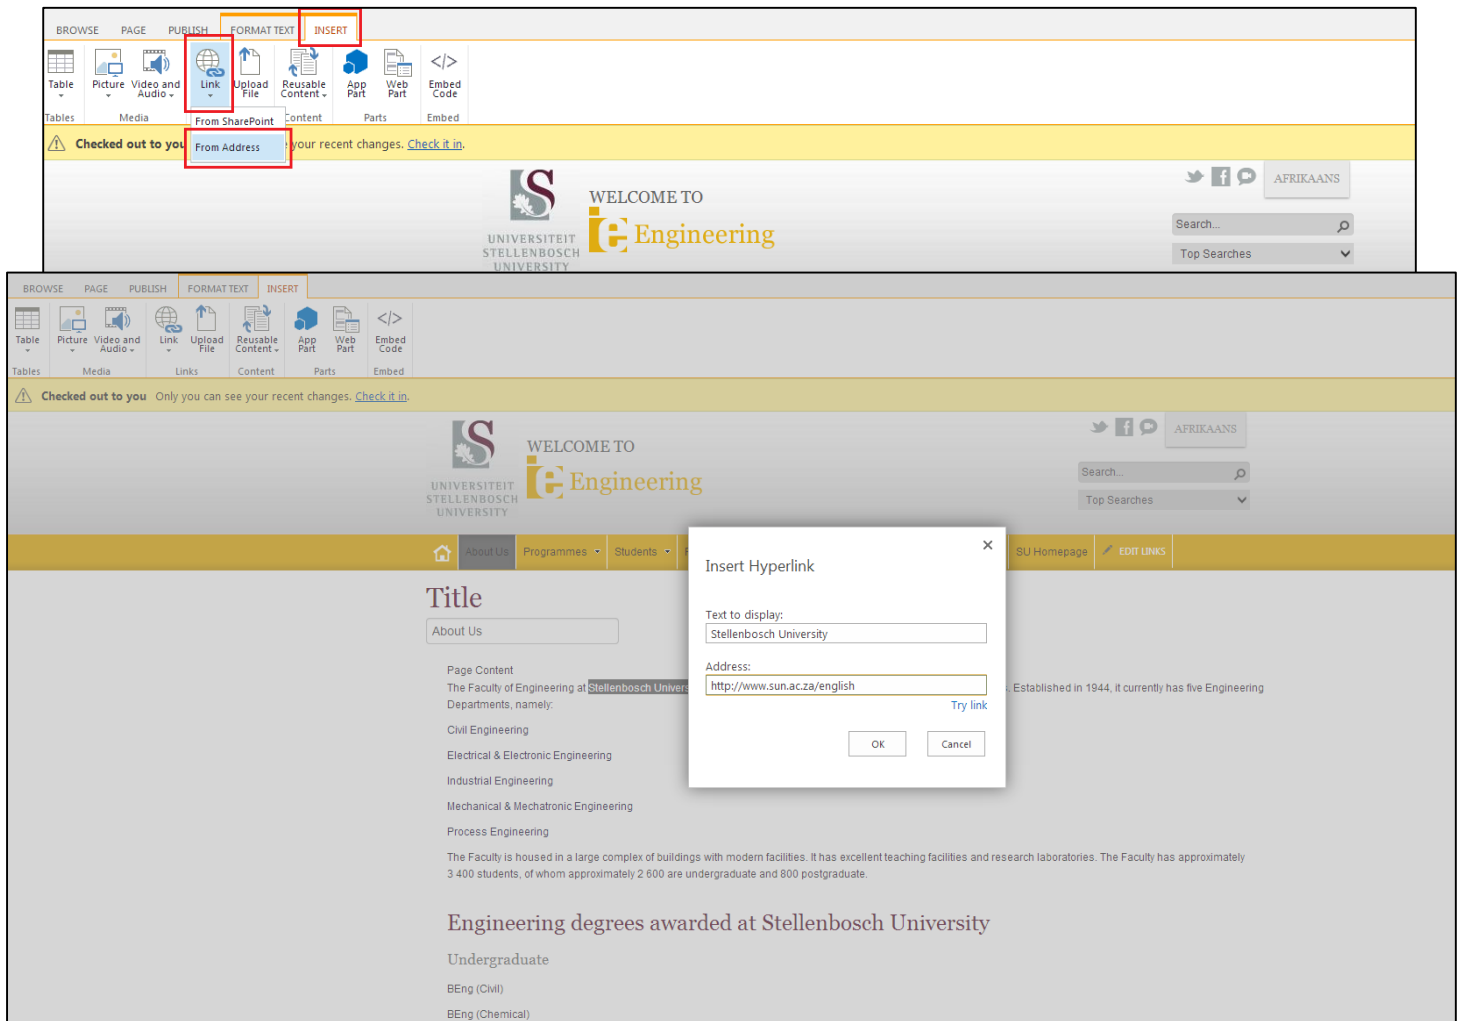 BROWSE PAGE PUBLISH FORMAT TEXT INSERT
Table Picture Video and Audio Link Upload File Reusable Content App Part Web Part </> Embed Code
Tables Media Content Parts Embed
From SharePoint
From Address
Checked out to you your recent changes. Check it in.
AFRIKAANS
WELCOME TO
ie Engineering
UNIVERSITEIT
STELLENBOSCH
UNIVERSITY
Search...
Top Searches
BROWSE PAGE PUBLISH FORMAT TEXT INSERT
Table Picture Video and Audio Link Upload File Reusable Content App Part Web Part </> Embed Code
Tables Media Links Content Parts Embed
Checked out to you Only you can see your recent changes. Check it in.
AFRIKAANS
WELCOME TO
ie Engineering
UNIVERSITEIT
STELLENBOSCH
UNIVERSITY
Search...
Top Searches
About Us Programmes Students SU Homepage EDIT LINKS
Insert Hyperlink
Text to display:
Stellenbosch University
Address:
http://www.sun.ac.za/english
Try link
OK Cancel
Title
About Us
Page Content
The Faculty of Engineering at Stellenbosch Univers . Established in 1944, it currently has five Engineering
Departments, namely:
Civil Engineering
Electrical & Electronic Engineering
Industrial Engineering
Mechanical & Mechatronic Engineering
Process Engineering
The Faculty is housed in a large complex of buildings with modern facilities. It has excellent teaching facilities and research laboratories. The Faculty has approximately
3 400 students, of whom approximately 2 600 are undergraduate and 800 postgraduate.
Engineering degrees awarded at Stellenbosch University
Undergraduate
BEng (Civil)
BEng (Chemical)